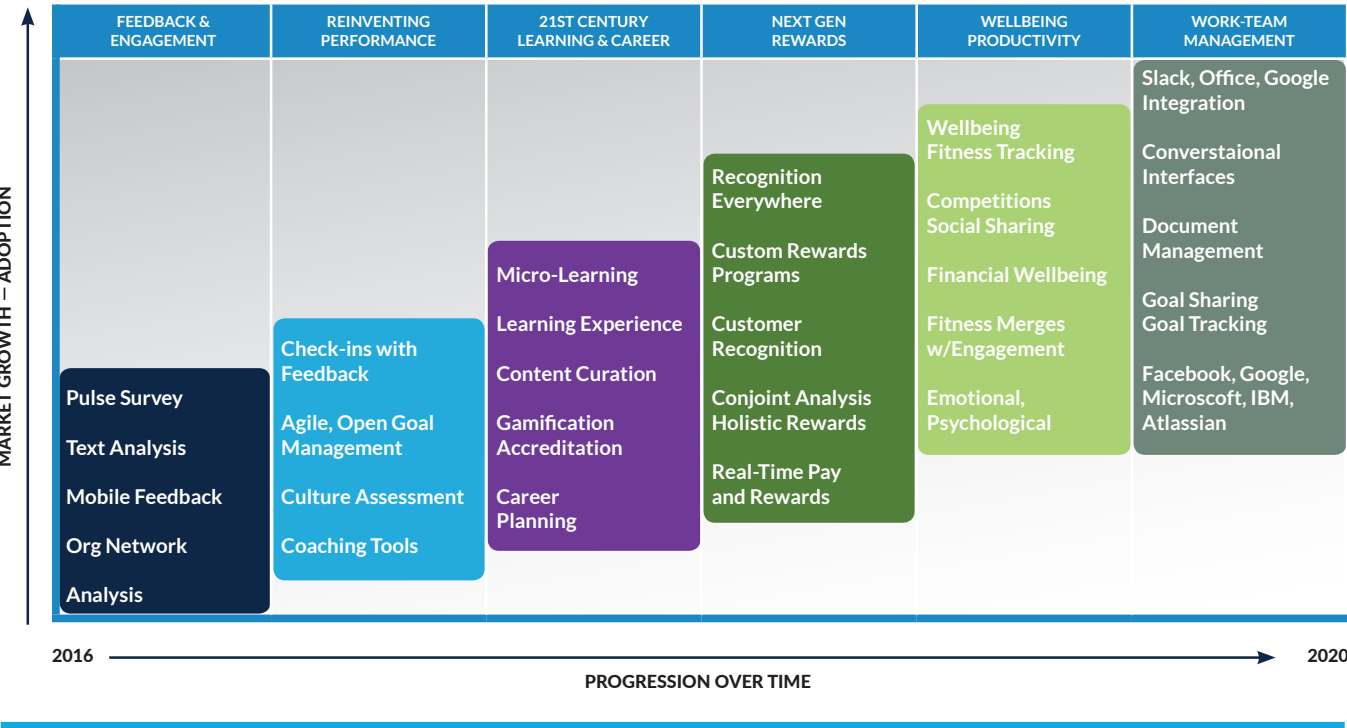 FEEDBACK &
ENGAGEMENT
REINVENTING
PERFORMANCE
21ST CENTURY
LEARNING & CAREER
NEXT GEN
REWARDS
WELLBEING
PRODUCTIVITY
WORK-TEAM
MANAGEMENT
MARKET GROWTH — ADOPTION
Pulse Survey
Text Analysis
Mobile Feedback
Org Network
Analysis
Check-ins with
Feedback
Agile, Open Goal
Management
Culture Assessment
Coaching Tools
Micro-Learning
Learning Experience
Content Curation
Gamification
Accreditation
Career
Planning
Recognition
Everywhere
Custom Rewards
Programs
Customer
Recognition
Conjoint Analysis
Holistic Rewards
Real-Time Pay
and Rewards
Wellbeing
Fitness Tracking
Competitions
Social Sharing
Financial Wellbeing
Fitness Merges
w/Engagement
Emotional,
Psychological
Slack, Office, Google
Integration
Converstaional
Interfaces
Document
Management
Goal Sharing
Goal Tracking
Facebook, Google,
Microscoft, IBM,
Atlassian
2016
2020
PROGRESSION OVER TIME